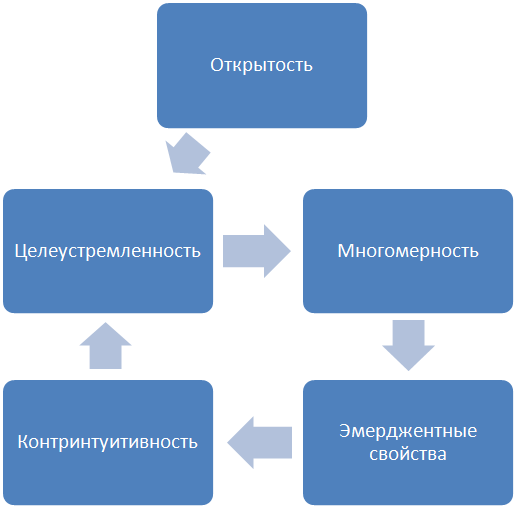 Открытость
Целеустремленность
Многомерность
Контринтуитивность
Эмерджентные
свойства